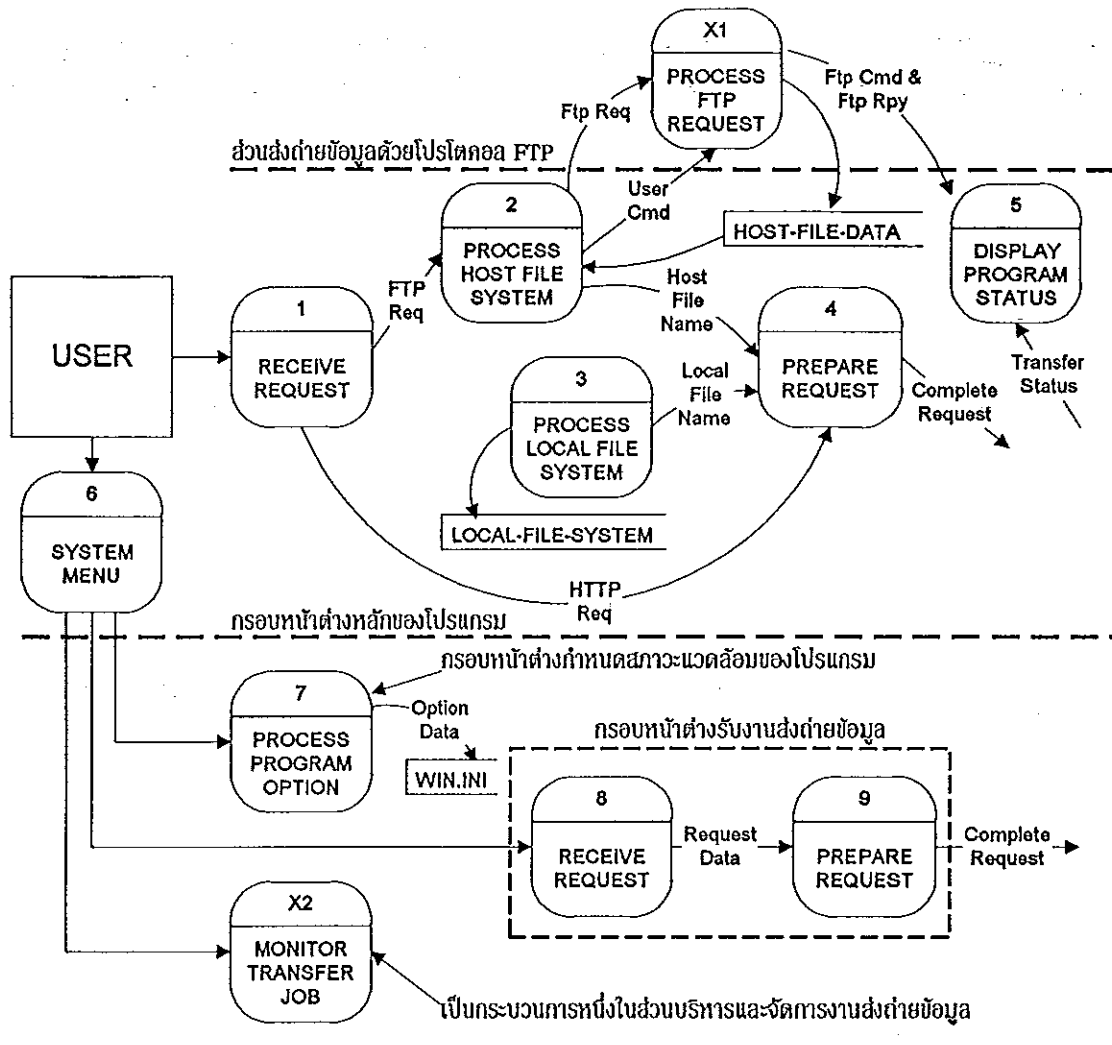 X1
PROCESS
FTP
REQUEST
Ftp Cmd &
Ftp Rpy
Ftp Req
ส่วนส่งถ่ายข้อมูลด้วยโปรโตคอล FTP
User
Cmd
2
PROCESS
HOST FILE
SYSTEM
HOST-FILE-DATA
5
DISPLAY
PROGRAM
STATUS
USER
1
RECEIVE
REQUEST
FTP
Req
Host
File
Name
4
PREPARE
REQUEST
3
PROCESS
LOCAL FILE
SYSTEM
Local
File
Name
Complete
Request
Transfer
Status
6
SYSTEM
MENU
LOCAL-FILE-SYSTEM
HTTP
Req
กรอบหน้าต่างหลักของโปรแกรม
กรอบหน้าต่างกำหนดสภาวะแวดล้อมของโปรแกรม
7
PROCESS
PROGRAM
OPTION
Option
Data
WIN.INI
กรอบหน้าต่างรับงานส่งถ่ายข้อมูล
8
RECEIVE
REQUEST
Request
Data
9
PREPARE
REQUEST
Complete
Request
X2
MONITOR
TRANSFER
JOB
เป็นกระบวนการหนึ่งในส่วนบริหารและจัดการงานส่งถ่ายข้อมูล